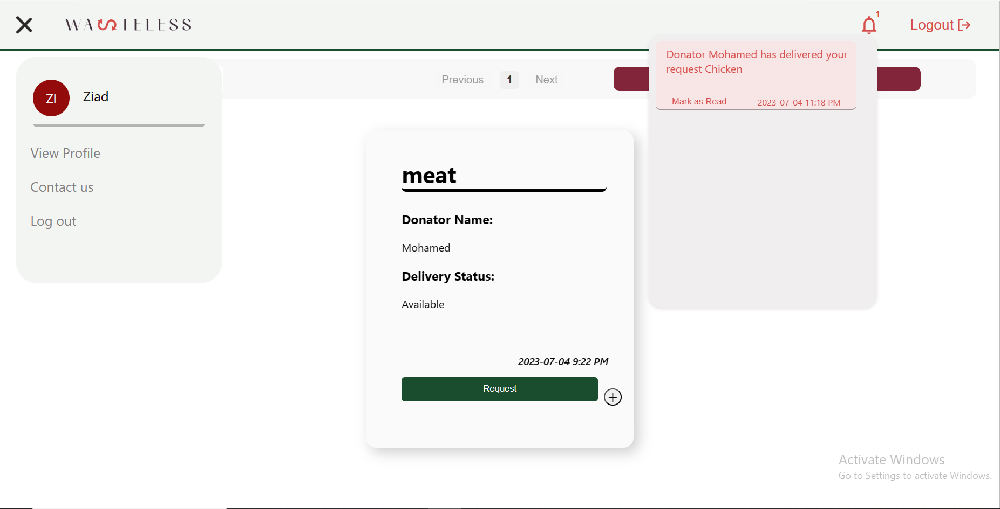 WASTELESS
1
Logout
Donator Mohamed has delivered your
request Chicken
Mark as Read
2023-07-04 11:18 PM
Previous
1
Next
ZI
Ziad
View Profile
Contact us
Log out
meat
Donator Name:
Mohamed
Delivery Status:
Available
2023-07-04 9:22 PM
Request
Activate Windows
Go to Settings to activate Windows.